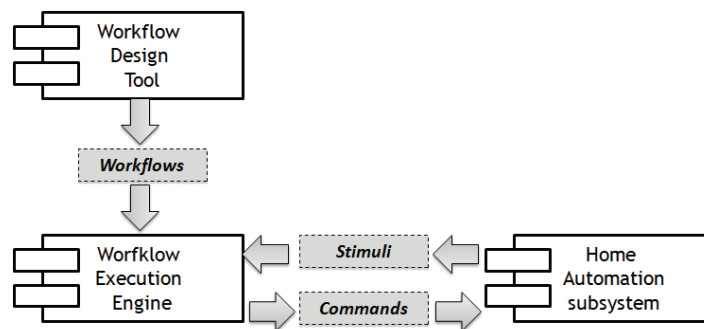 Workflow
Design
Tool
Workflows
Worfklow
Execution
Engine
Stimuli
Commands
Home
Automation
subsystem